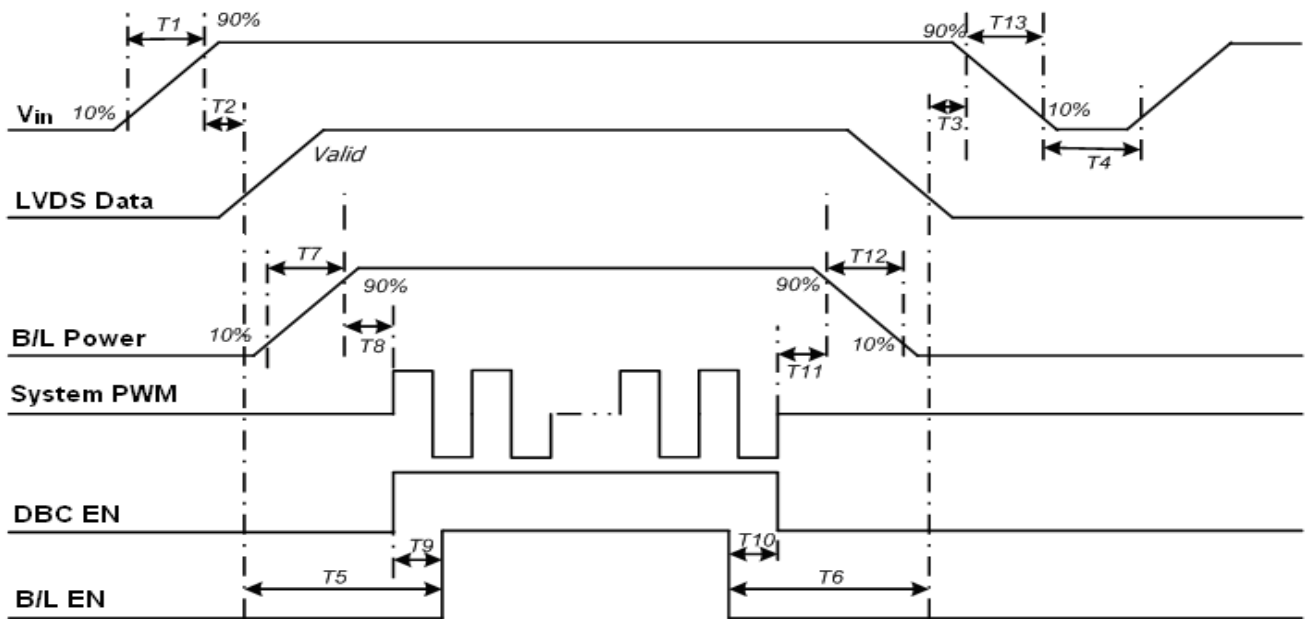 T1
90%
90%
T13
Vin
10%
T2
T3
10%
T4
Valid
LVDS Data
T7
T12
90%
90%
B/L Power
10%
T8
T11
10%
System PWM
DBC EN
T9
T10
T5
T6
B/L EN